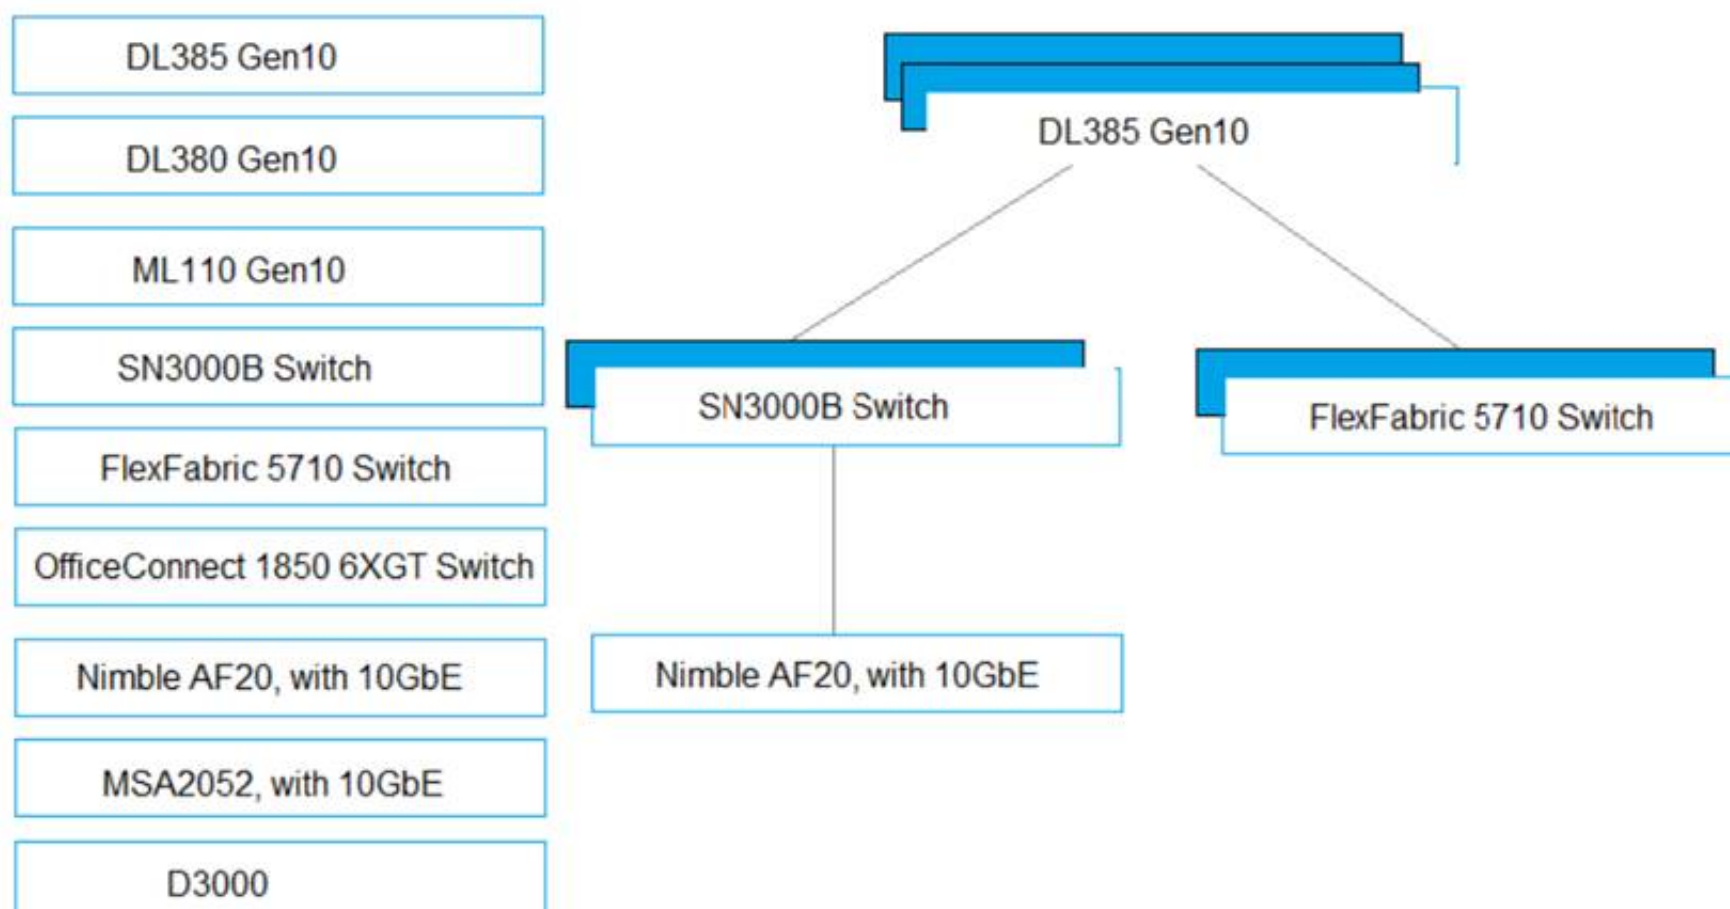 DL385 Gen10
DL380 Gen10
ML110 Gen10
SN3000B Switch
FlexFabric 5710 Switch
OfficeConnect 1850 6XGT Switch
Nimble AF20, with 10GbE
MSA2052, with 10GbE
D3000
DL385 Gen10
SN3000B Switch
FlexFabric 5710 Switch
Nimble AF20, with 10GbE